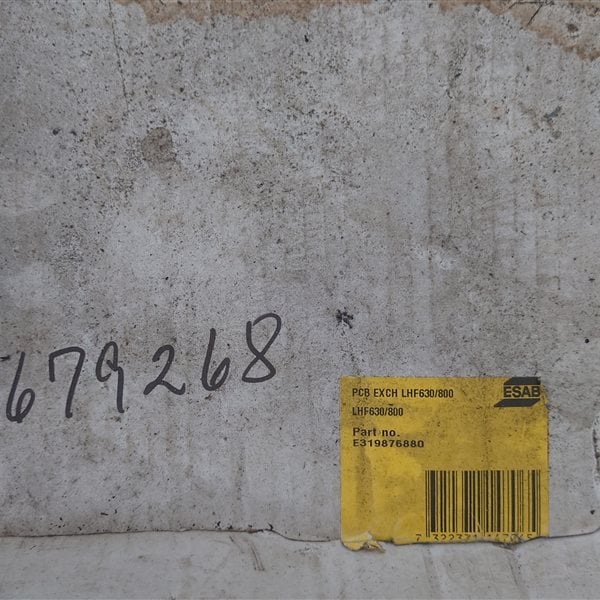 679268
PCB EXCH LHF630/800
ESAB
LHF630/800
Part no.
E319876880